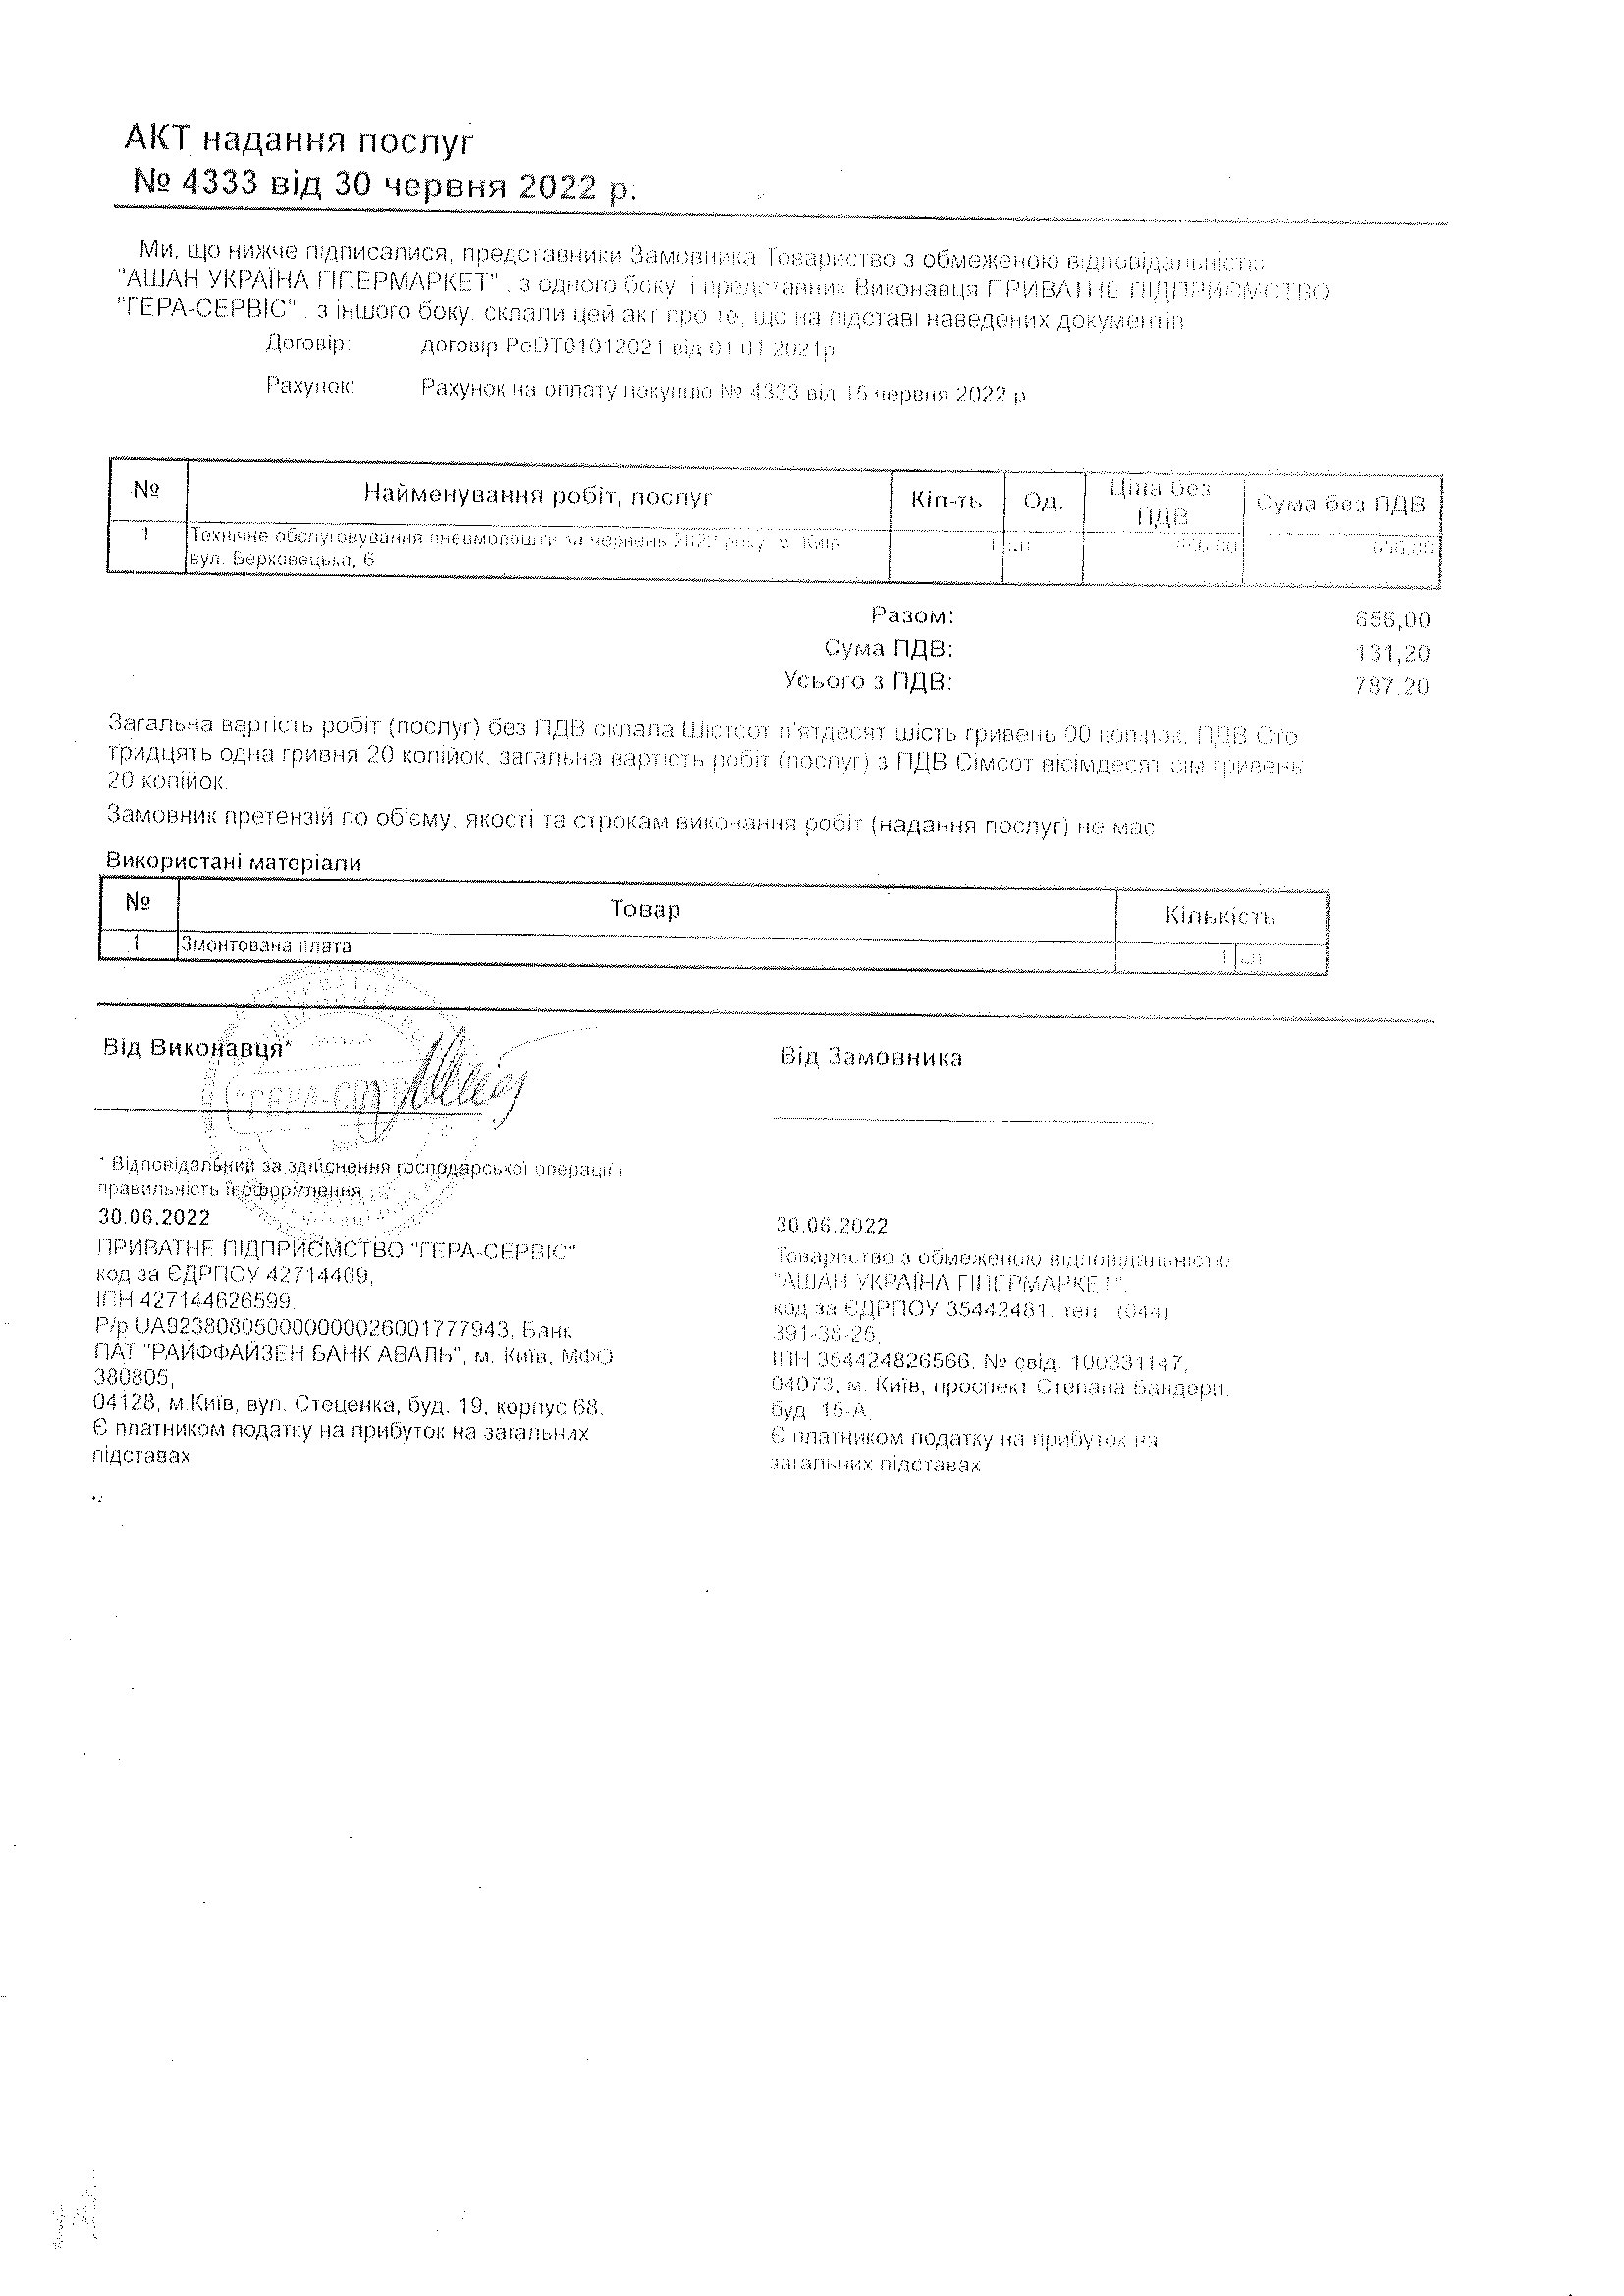 АКТ надання послуг
№ 4333 від 30 червня 2022 р.
Ми, що нижче підписалися, представники Замовника Товариство з обмеженою відповідальністю
"АШАН УКРАЇНА ГІПЕРМАРКЕТ" , з одного боку і представник Виконавця ПРИВАТНЕ ПІДПРИЄМСТВО
"ГЕРА-СЕРВІС" , з іншого боку, склали цей акт про те, що на підставі наведених документів
Договір: договір РеDT01012021 від 01.01.2021р
Рахунок: Рахунок на оплату покупцю № 4333 від 15 червня 2022 р
№ Найменування робіт, послуг Кіл-ть Од. Ціна без ПДВ Сума без ПДВ
1 Технічне обслуговування пневмопошти за червень 2022 року м. Київ 1 656,00 656,00
вул. Берковецька, 6
Разом: 656,00
Сума ПДВ: 131,20
Усього з ПДВ: 787,20
Загальна вартість робіт (послуг) без ПДВ склала Шістсот п'ятдесят шість гривень 00 копійок, ПДВ Сто
тридцять одна гривня 20 копійок, загальна вартість робіт (послуг) з ПДВ Сімсот вісімдесят сім гривень
20 копійок.
Замовник претензій по об'єму, якості та строкам виконання робіт (надання послуг) не має
Використані матеріали
№ Товар Кількість
1 Змонтована плата 1
Від Виконавця* Від Замовника
"ГЕРА-СЕРВІС"
* Відповідальний за здійснення господарської операції і
правильність її оформлення
30.06.2022
ПРИВАТНЕ ПІДПРИЄМСТВО "ГЕРА-СЕРВІС"
код за ЄДРПОУ 42714469,
ІПН 427144626599,
Р/р UA923808050000000026001777943, Банк
ПАТ "РАЙФФАЙЗЕН БАНК АВАЛЬ", м. Київ, МФО
380805,
04128, м.Київ, вул. Стеценка, буд. 19, корпус 68,
Є платником податку на прибуток на загальних
підставах
30.06.2022
Товариство з обмеженою відповідальністю
"АШАН УКРАЇНА ГІПЕРМАРКЕТ",
код за ЄДРПОУ 35442481, тел.: (044)
391-38-26,
ІПН 354424826566, № свід. 100331147,
04073, м. Київ, проспект Степана Бандери,
буд. 15-А,
Є платником податку на прибуток на
загальних підставах